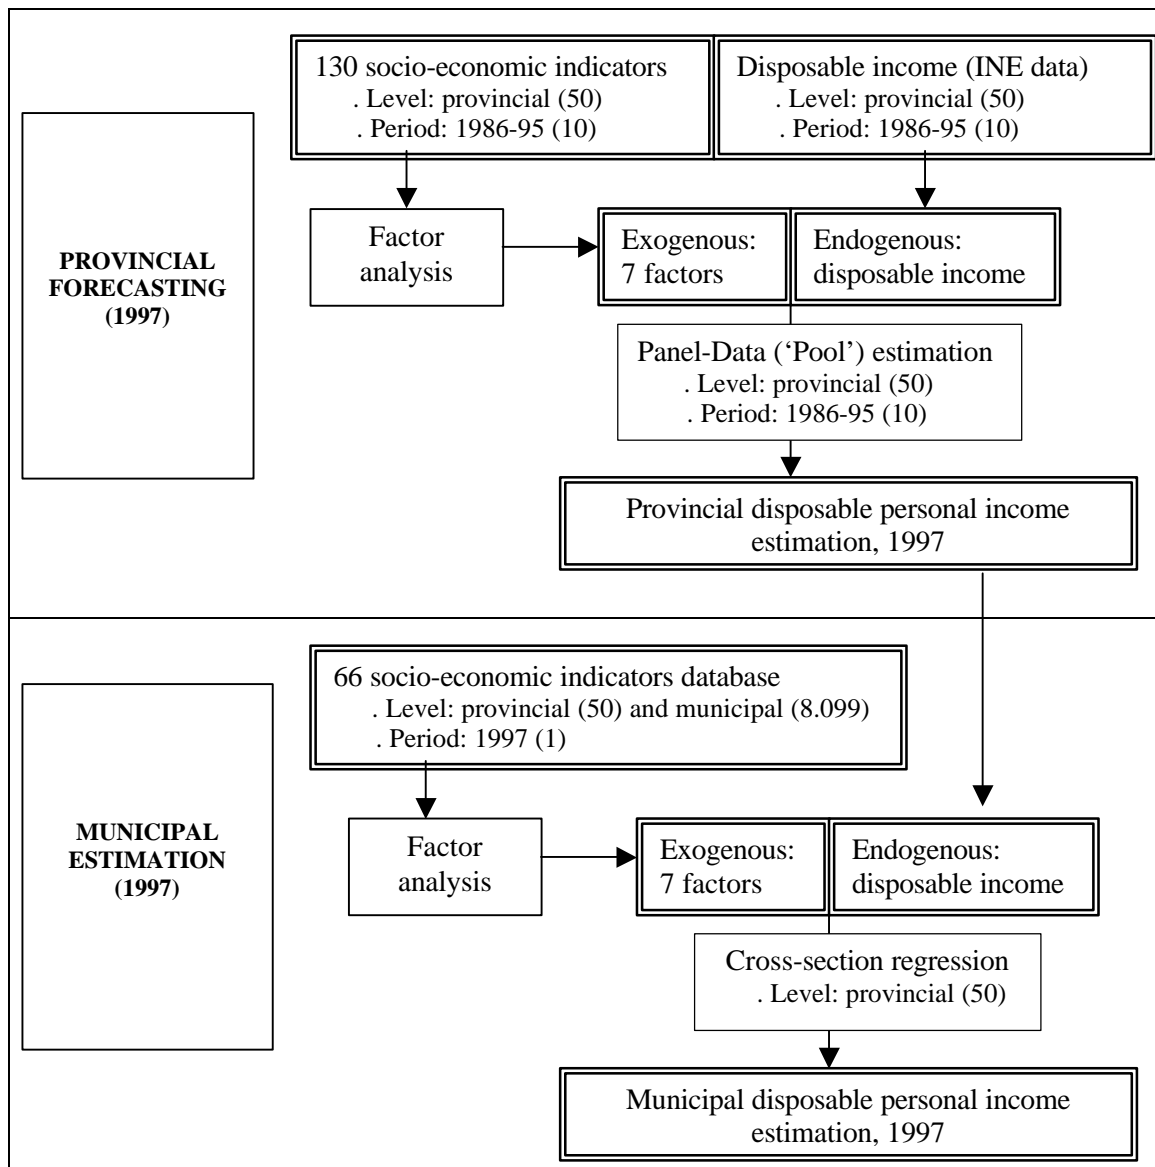 130 socio-economic indicators
. Level: provincial (50)
. Period: 1986-95 (10)
Disposable income (INE data)
. Level: provincial (50)
. Period: 1986-95 (10)
PROVINCIAL
FORECASTING
(1997)
Factor
analysis
Exogenous:
7 factors
Endogenous:
disposable income
Panel-Data (‘Pool’) estimation
. Level: provincial (50)
. Period: 1986-95 (10)
Provincial disposable personal income
estimation, 1997
66 socio-economic indicators database
. Level: provincial (50) and municipal (8.099)
. Period: 1997 (1)
MUNICIPAL
ESTIMATION
(1997)
Factor
analysis
Exogenous:
7 factors
Endogenous:
disposable income
Cross-section regression
. Level: provincial (50)
Municipal disposable personal income
estimation, 1997